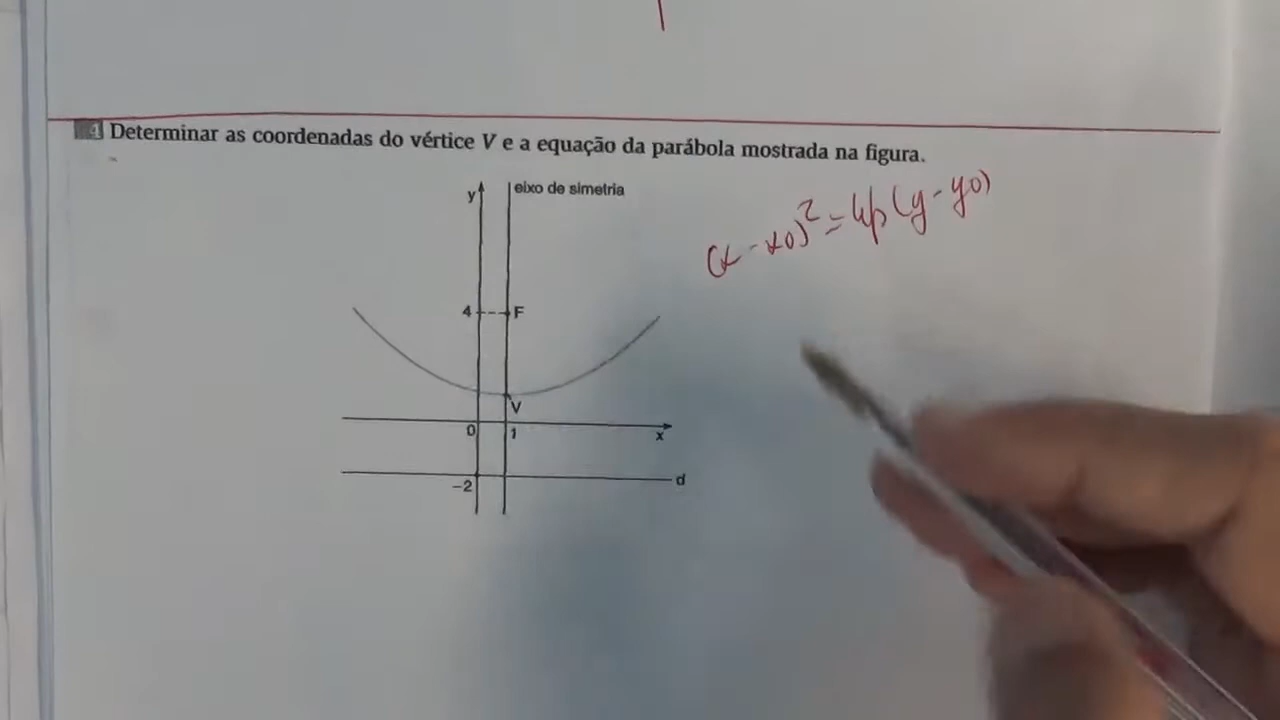 4 Determinar as coordenadas do vértice V e a equação da parábola mostrada na figura.
y
eixo de simetria
(x - x0)² = 4p(y - y0)
4
F
V
0
1
x
-2
d